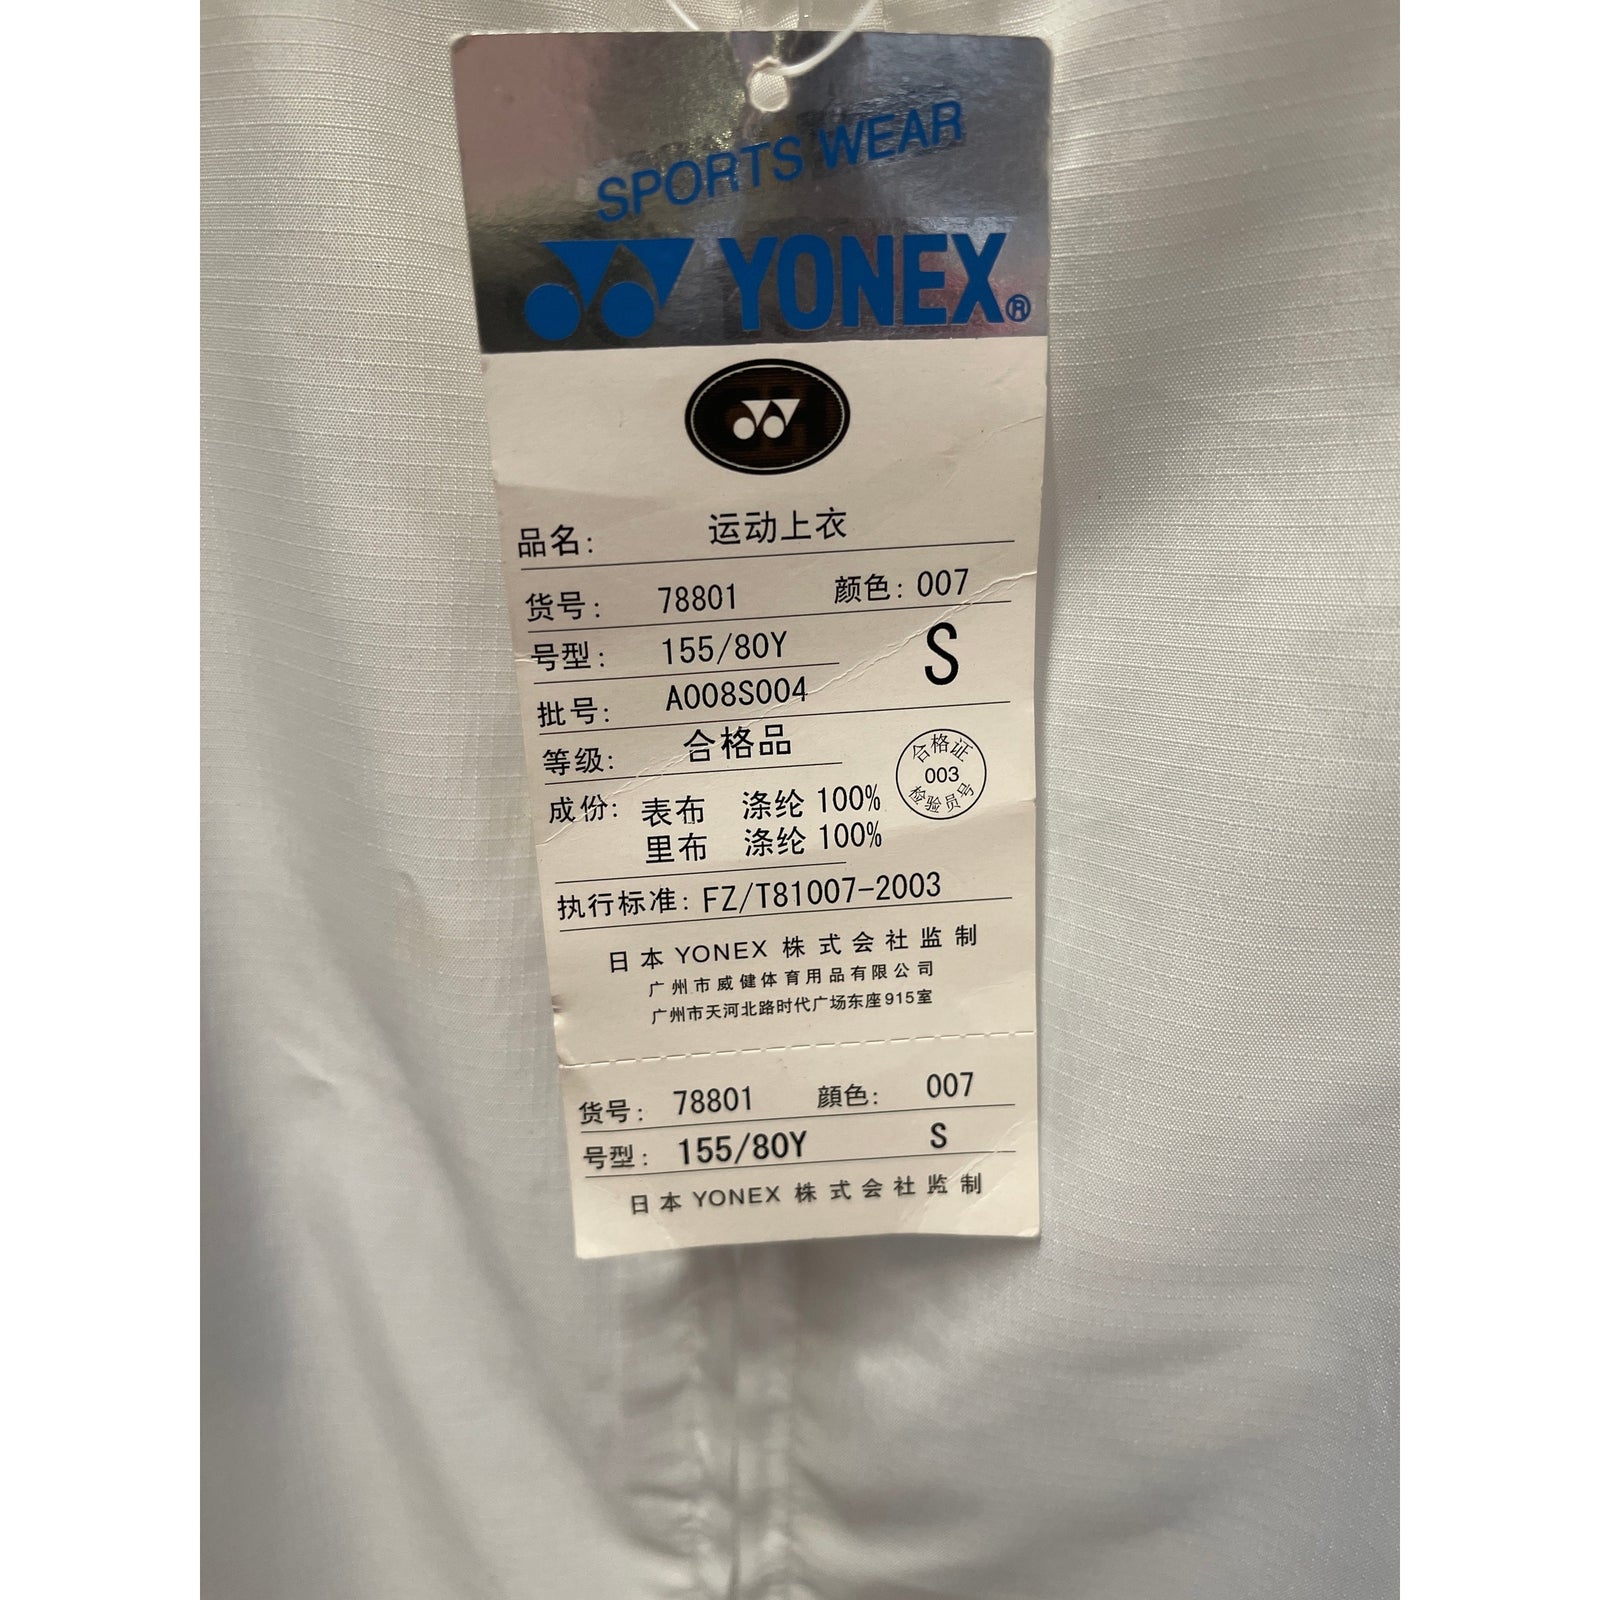 SPORTS WEAR
YONEX®
品名: 运动上衣
货号: 78801 颜色: 007
号型: 155/80Y S
批号: A008S004
等级: 合格品
合格证
003
检验员号
成份: 表布 涤纶 100%
里布 涤纶 100%
执行标准: FZ/T81007-2003
日本 YONEX 株式会社监制
广州市威健体育用品有限公司
广州市天河北路时代广场东座915室
货号: 78801 顔色: 007
号型: 155/80Y S
日本 YONEX 株式会社监制